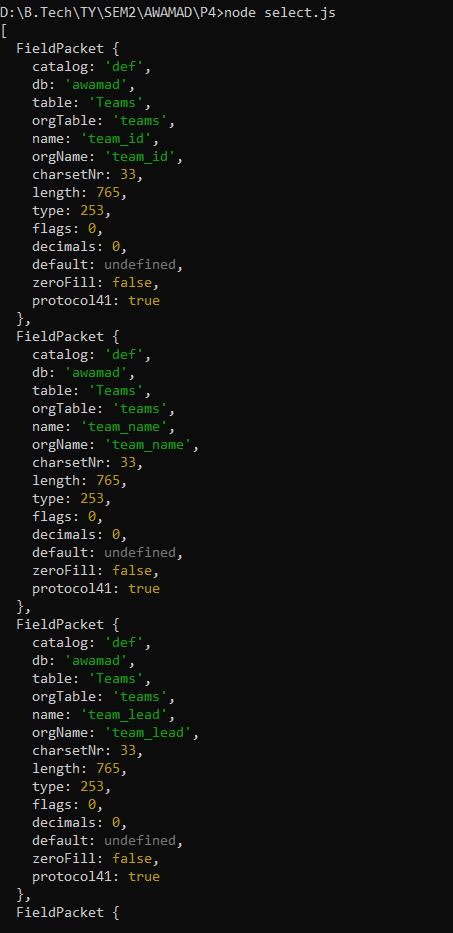 D:\B.Tech\TY\SEM2\AWAMAD\P4>node select.js
[
  FieldPacket {
    catalog: 'def',
    db: 'awamad',
    table: 'Teams',
    orgTable: 'teams',
    name: 'team_id',
    orgName: 'team_id',
    charsetNr: 33,
    length: 765,
    type: 253,
    flags: 0,
    decimals: 0,
    default: undefined,
    zeroFill: false,
    protocol41: true
  },
  FieldPacket {
    catalog: 'def',
    db: 'awamad',
    table: 'Teams',
    orgTable: 'teams',
    name: 'team_name',
    orgName: 'team_name',
    charsetNr: 33,
    length: 765,
    type: 253,
    flags: 0,
    decimals: 0,
    default: undefined,
    zeroFill: false,
    protocol41: true
  },
  FieldPacket {
    catalog: 'def',
    db: 'awamad',
    table: 'Teams',
    orgTable: 'teams',
    name: 'team_lead',
    orgName: 'team_lead',
    charsetNr: 33,
    length: 765,
    type: 253,
    flags: 0,
    decimals: 0,
    default: undefined,
    zeroFill: false,
    protocol41: true
  },
  FieldPacket {